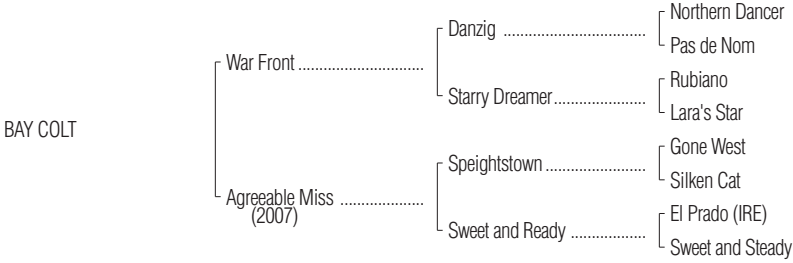 Northern Dancer
Danzig ..................................
Pas de Nom
War Front ..............................
Rubiano
Starry Dreamer......................
Lara's Star
BAY COLT
Gone West
Speightstown ........................
Silken Cat
Agreeable Miss ....................
(2007)
El Prado (IRE)
Sweet and Ready ..................
Sweet and Steady